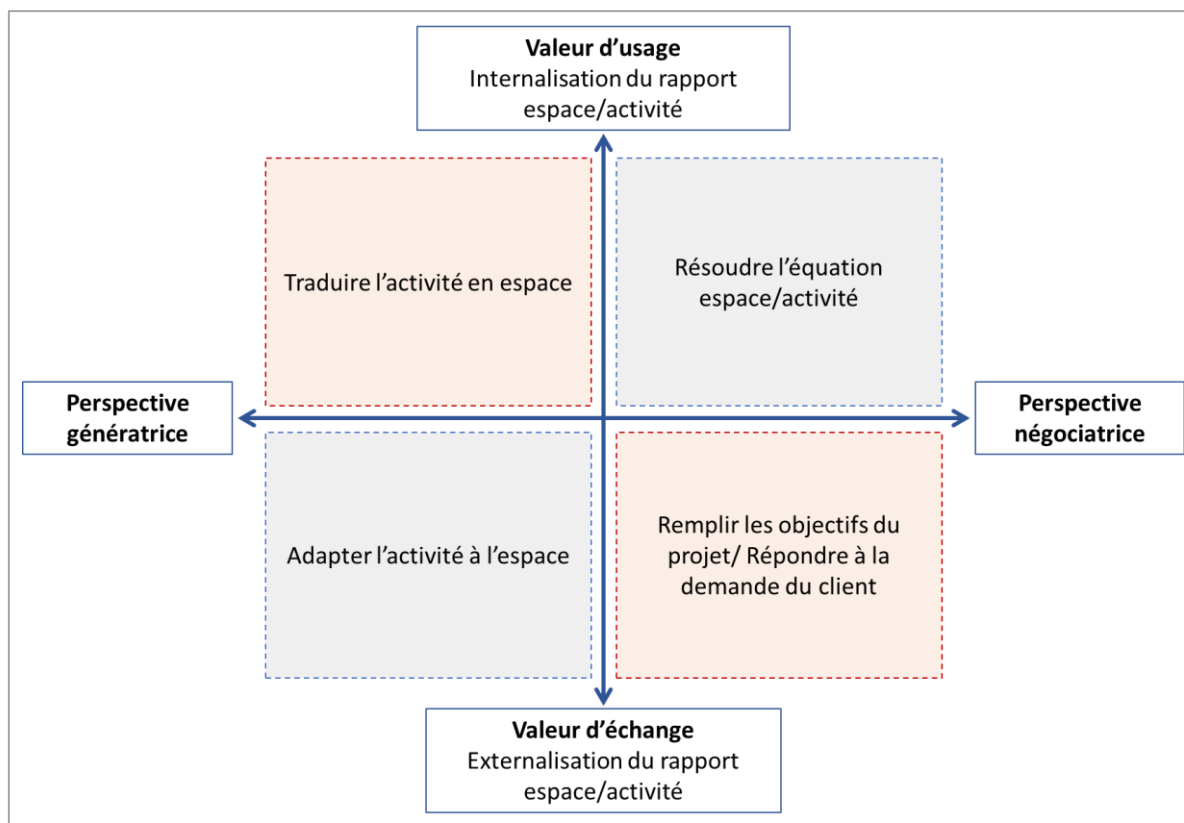 Valeur d’usage
Internalisation du rapport
espace/activité
Traduire l’activité en espace
Résoudre l’équation
espace/activité
Perspective
génératrice
Perspective
négociatrice
Adapter l’activité à l’espace
Remplir les objectifs du
projet/ Répondre à la
demande du client
Valeur d’échange
Externalisation du rapport
espace/activité